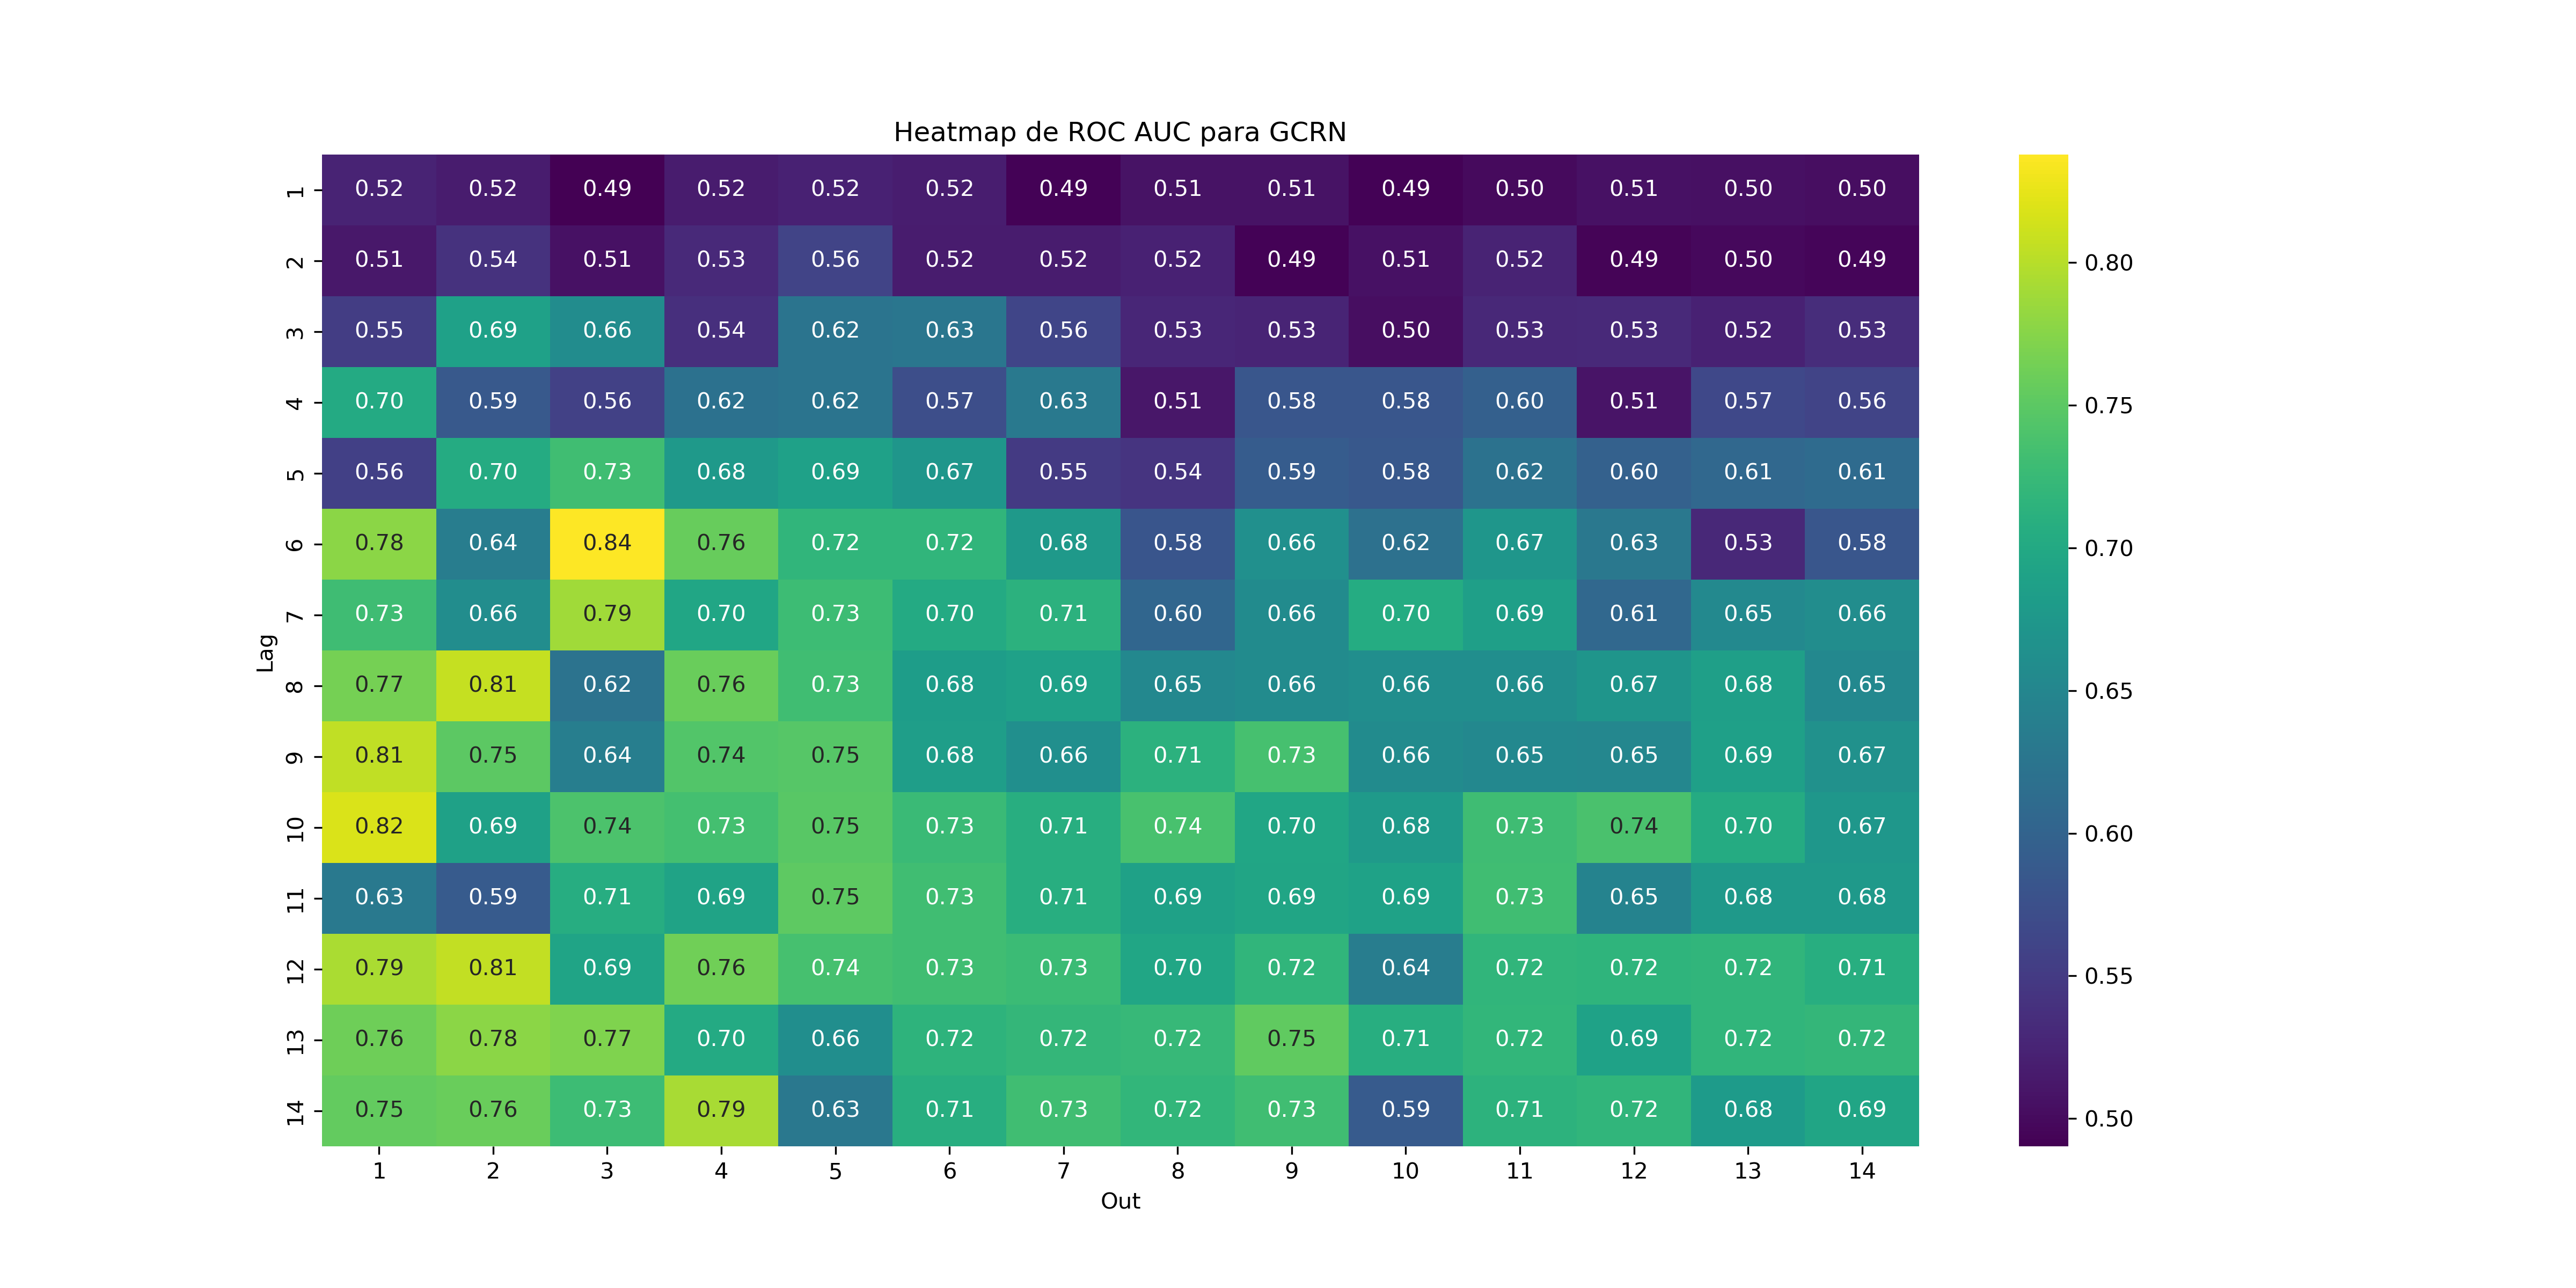 Heatmap de ROC AUC para GCRN
1 0.52 0.52 0.49 0.52 0.52 0.52 0.49 0.51 0.51 0.49 0.50 0.51 0.50 0.50
2 0.51 0.54 0.51 0.53 0.56 0.52 0.52 0.52 0.49 0.51 0.52 0.49 0.50 0.49
3 0.55 0.69 0.66 0.54 0.62 0.63 0.56 0.53 0.53 0.50 0.53 0.53 0.52 0.53
4 0.70 0.59 0.56 0.62 0.62 0.57 0.63 0.51 0.58 0.58 0.60 0.51 0.57 0.56
5 0.56 0.70 0.73 0.68 0.69 0.67 0.55 0.54 0.59 0.58 0.62 0.60 0.61 0.61
6 0.78 0.64 0.84 0.76 0.72 0.72 0.68 0.58 0.66 0.62 0.67 0.63 0.53 0.58
7 0.73 0.66 0.79 0.70 0.73 0.70 0.71 0.60 0.66 0.70 0.69 0.61 0.65 0.66
8 0.77 0.81 0.62 0.76 0.73 0.68 0.69 0.65 0.66 0.66 0.66 0.67 0.68 0.65
9 0.81 0.75 0.64 0.74 0.75 0.68 0.66 0.71 0.73 0.66 0.65 0.65 0.69 0.67
10 0.82 0.69 0.74 0.73 0.75 0.73 0.71 0.74 0.70 0.68 0.73 0.74 0.70 0.67
11 0.63 0.59 0.71 0.69 0.75 0.73 0.71 0.69 0.69 0.69 0.73 0.65 0.68 0.68
12 0.79 0.81 0.69 0.76 0.74 0.73 0.73 0.70 0.72 0.64 0.72 0.72 0.72 0.71
13 0.76 0.78 0.77 0.70 0.66 0.72 0.72 0.72 0.75 0.71 0.72 0.69 0.72 0.72
14 0.75 0.76 0.73 0.79 0.63 0.71 0.73 0.72 0.73 0.59 0.71 0.72 0.68 0.69
1 2 3 4 5 6 7 8 9 10 11 12 13 14
Lag
Out
0.80
0.75
0.70
0.65
0.60
0.55
0.50